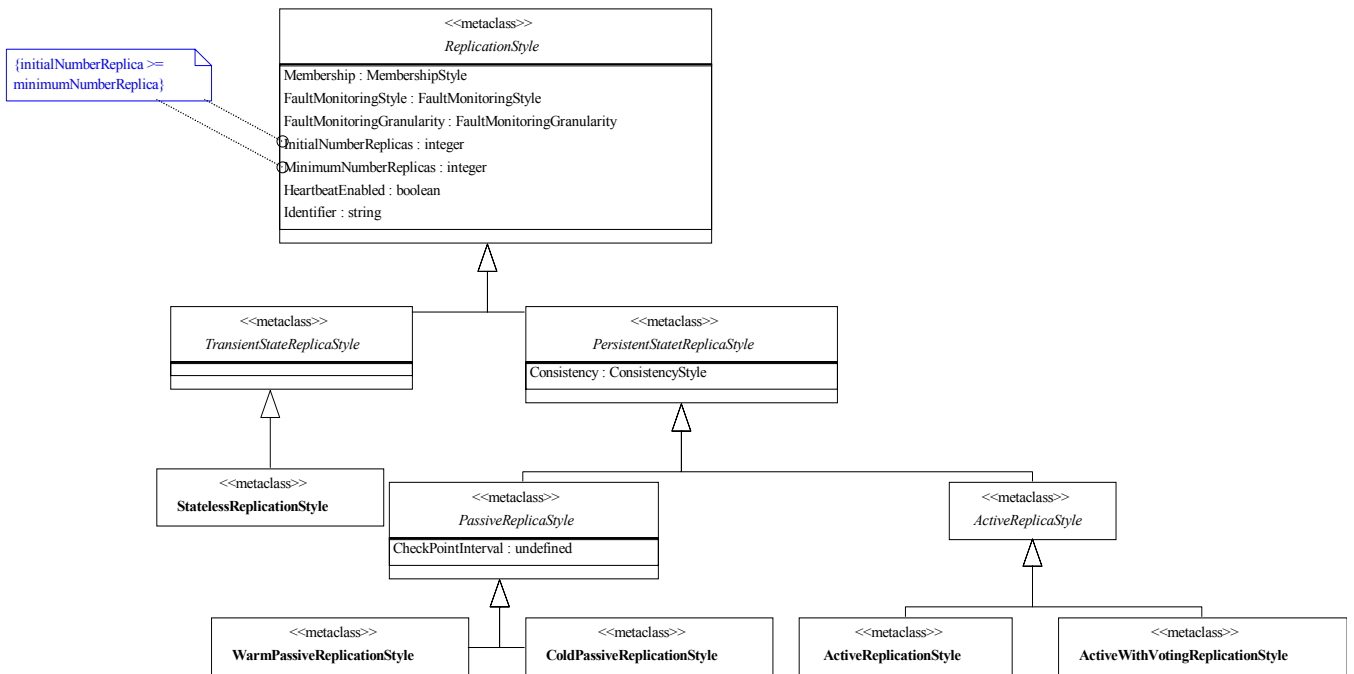 <<metaclass>>
ReplicationStyle
{initialNumberReplica >=
minimumNumberReplica}
Membership : MembershipStyle
FaultMonitoringStyle : FaultMonitoringStyle
FaultMonitoringGranularity : FaultMonitoringGranularity
InitialNumberReplicas : integer
MinimumNumberReplicas : integer
HeartbeatEnabled : boolean
Identifier : string
<<metaclass>>
TransientStateReplicaStyle
<<metaclass>>
PersistentStatetReplicaStyle
Consistency : ConsistencyStyle
<<metaclass>>
StatelessReplicationStyle
<<metaclass>>
PassiveReplicaStyle
CheckPointInterval : undefined
<<metaclass>>
ActiveReplicaStyle
<<metaclass>>
WarmPassiveReplicationStyle
<<metaclass>>
ColdPassiveReplicationStyle
<<metaclass>>
ActiveReplicationStyle
<<metaclass>>
ActiveWithVotingReplicationStyle